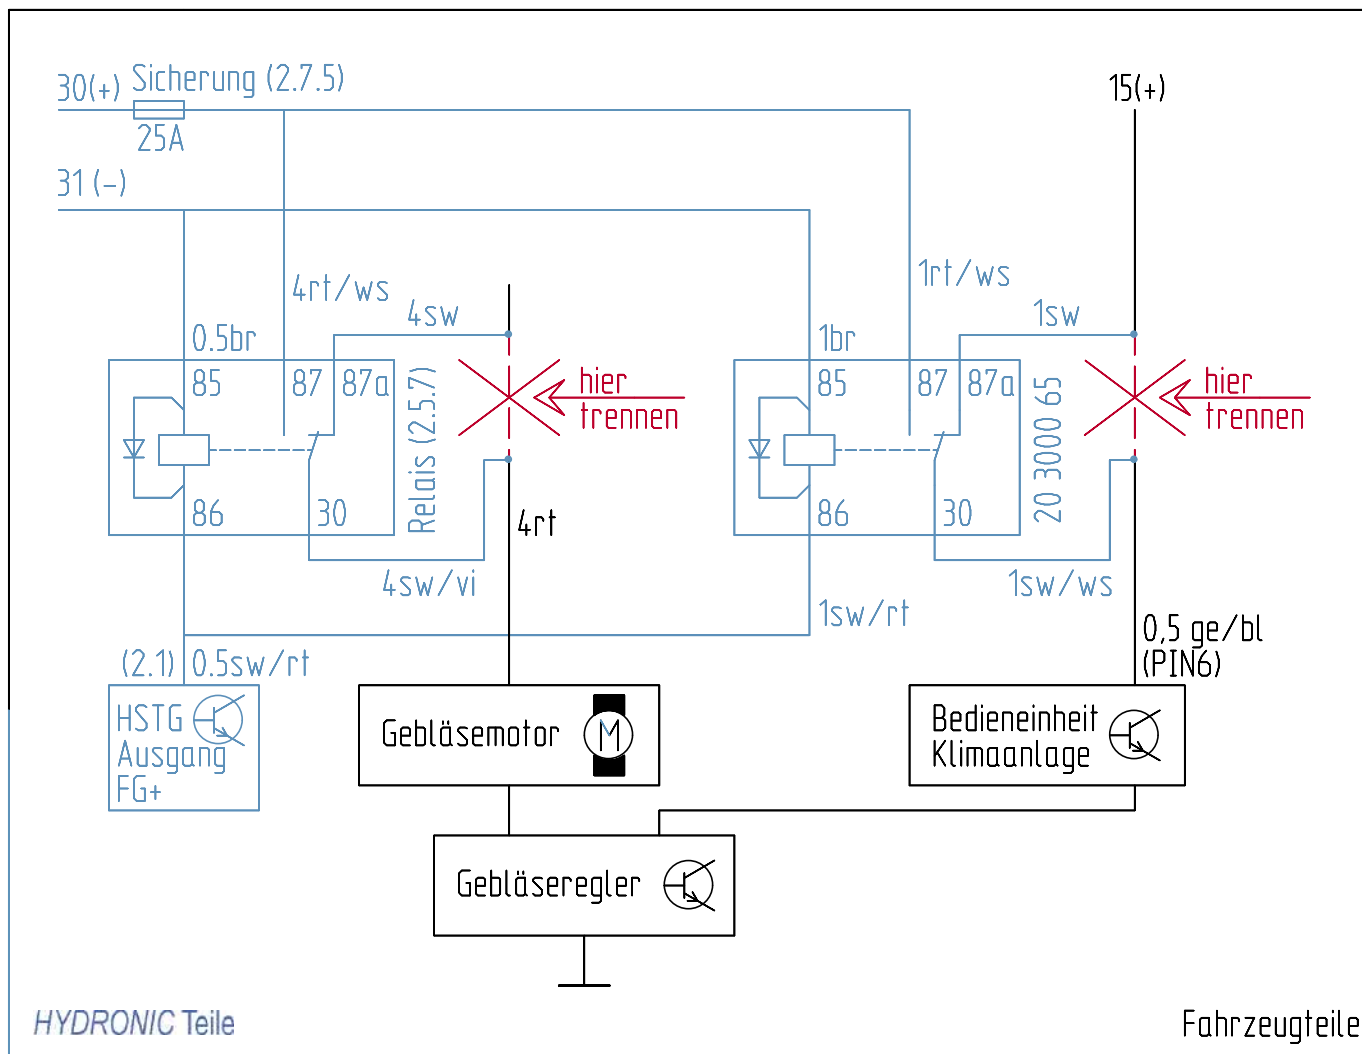 30(+) Sicherung (2.7.5)
15(+)
25A
31 (-)
4rt/ws
1rt/ws
4sw
1sw
0.5br
1br
85
87
87a
hier
trennen
85
87
87a
hier
trennen
Relais (2.5.7)
20 3000 65
86
30
4rt
86
30
4sw/vi
1sw/ws
1sw/rt
0,5 ge/bl
(PIN6)
(2.1) 0.5sw/rt
HSTG
Ausgang
FG+
Gebläsemotor
M
Bedieneinheit
Klimaanlage
Gebläseregler
HYDRONIC Teile
Fahrzeugteile